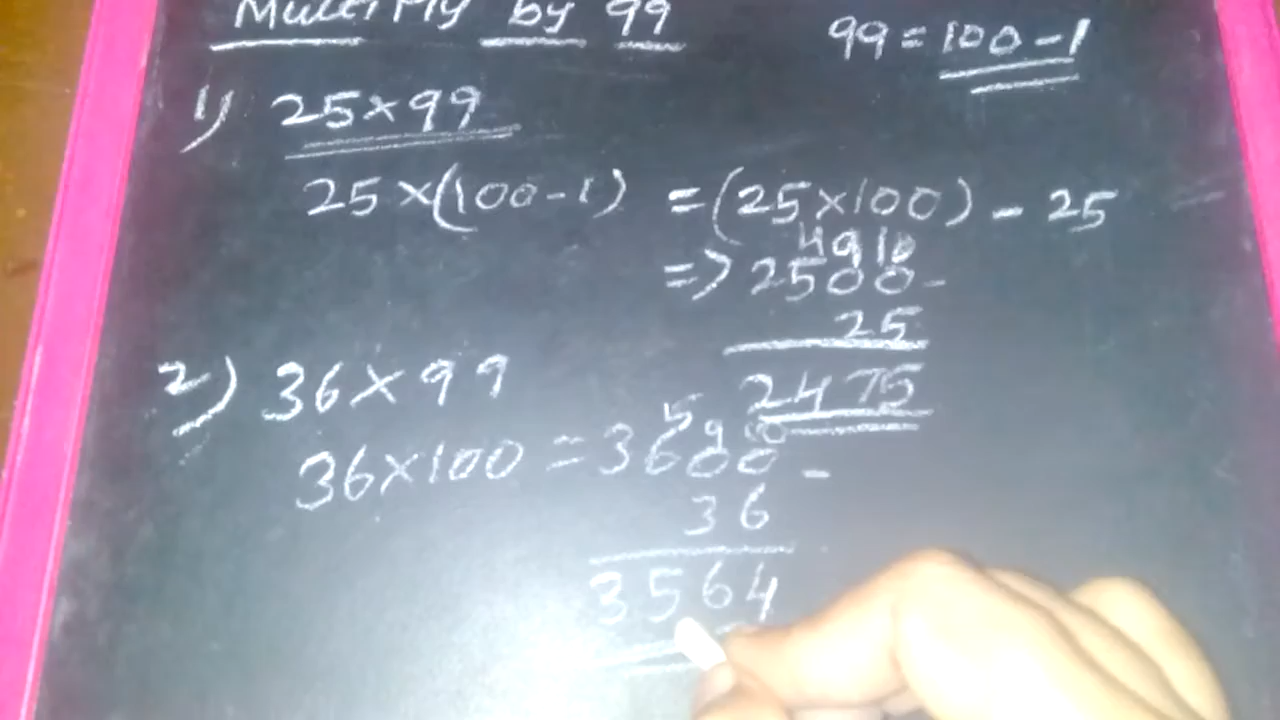 Multiply by 99
99 = 100 - 1
1) 25 × 99
25 × (100 - 1) = (25 × 100) - 25
4 9 10
=> 2500 -
25
2475
2) 36 × 99
5 9 10
36 × 100 = 3600 -
36
3564